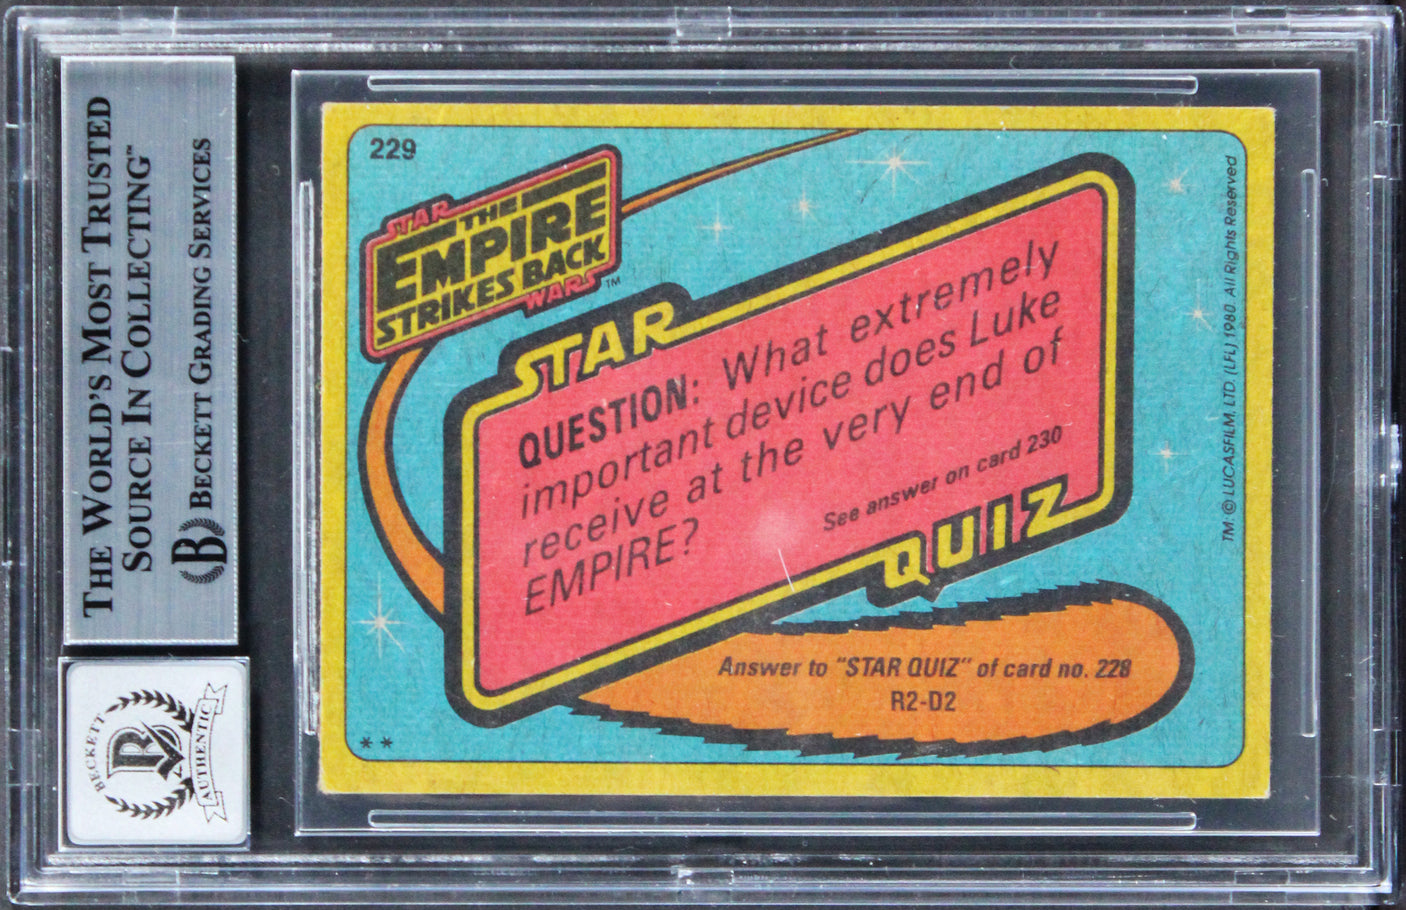 THE WORLD'S MOST TRUSTED
SOURCE IN COLLECTING™
B BECKETT GRADING SERVICES
BECKETT
B
AUTHENTIC
229
STAR
THE
EMPIRE
STRIKES BACK
WARS™
STAR
QUESTION: What extremely
important device does Luke
receive at the very end of
EMPIRE?
See answer on card 230
QUIZ
Answer to "STAR QUIZ" of card no. 228
R2-D2
**
TM: © LUCASFILM, LTD. (LFL) 1980. All Rights Reserved